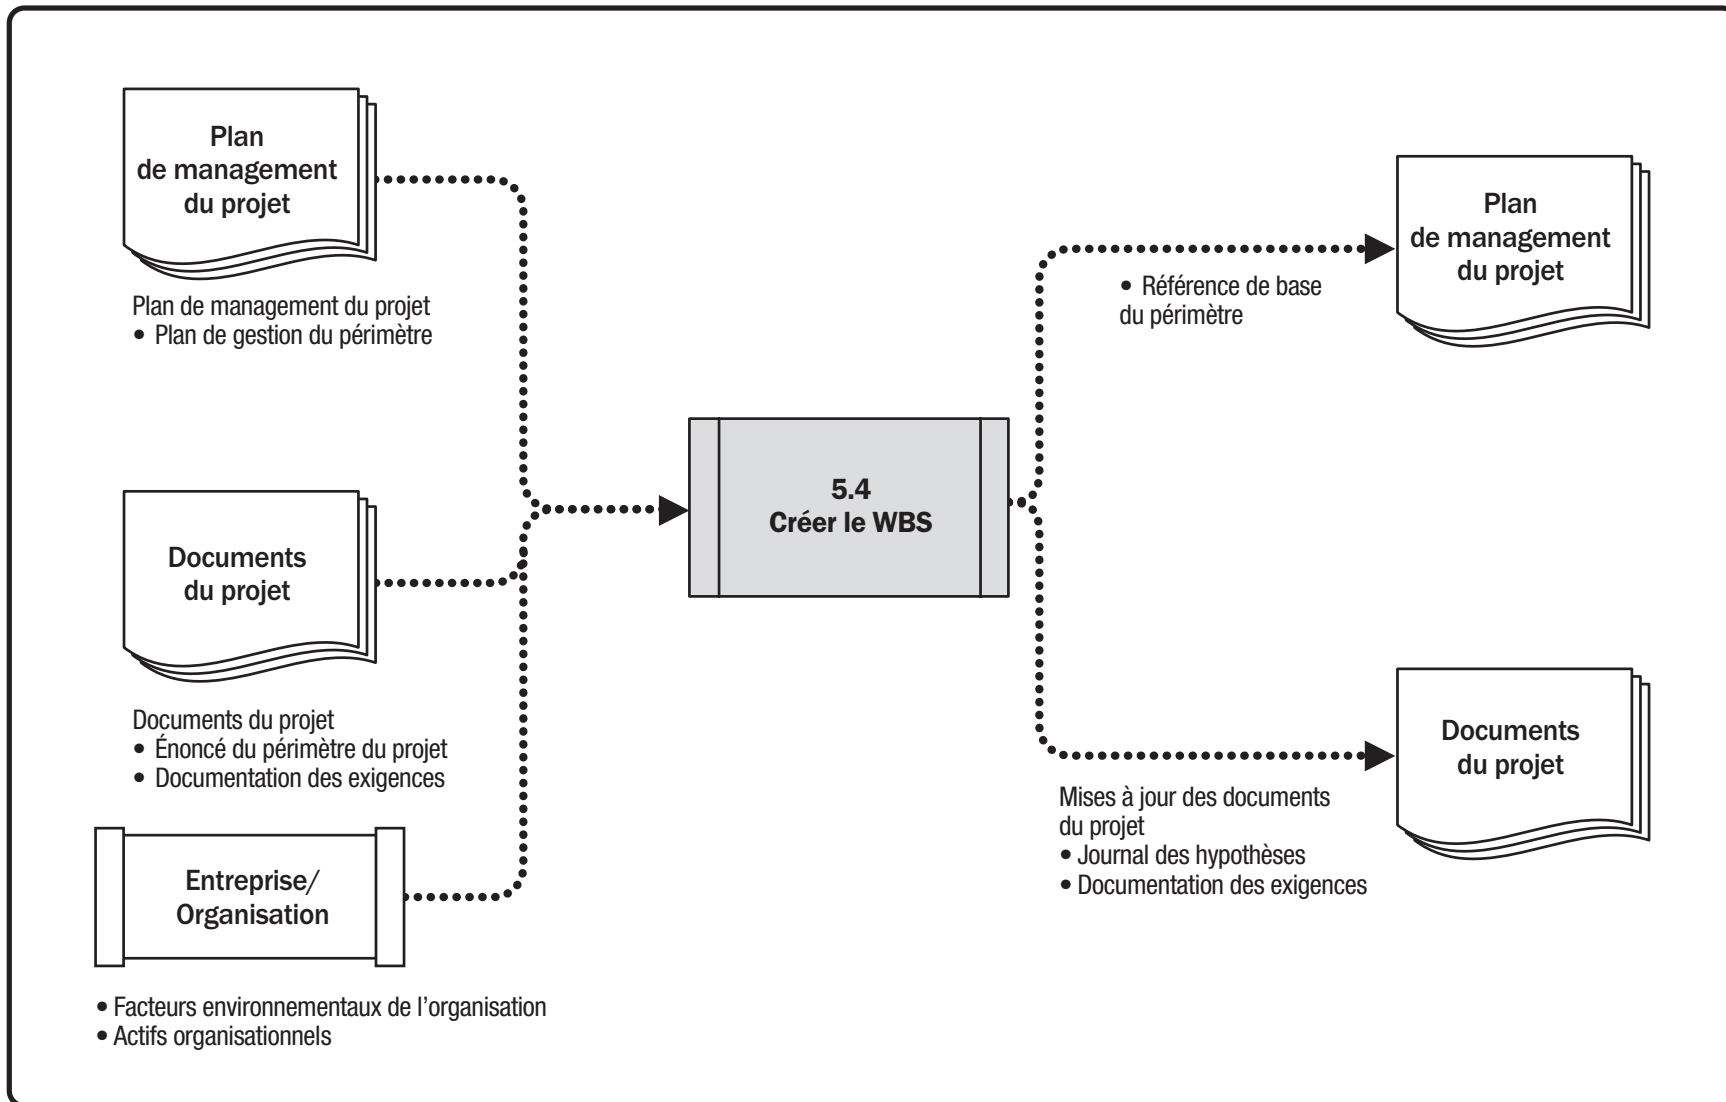 Plan
de management
du projet
Plan de management du projet
• Plan de gestion du périmètre
Documents
du projet
Documents du projet
• Énoncé du périmètre du projet
• Documentation des exigences
Entreprise/
Organisation
• Facteurs environnementaux de l’organisation
• Actifs organisationnels
5.4
Créer le WBS
• Référence de base
du périmètre
Plan
de management
du projet
Mises à jour des documents
du projet
• Journal des hypothèses
• Documentation des exigences
Documents
du projet